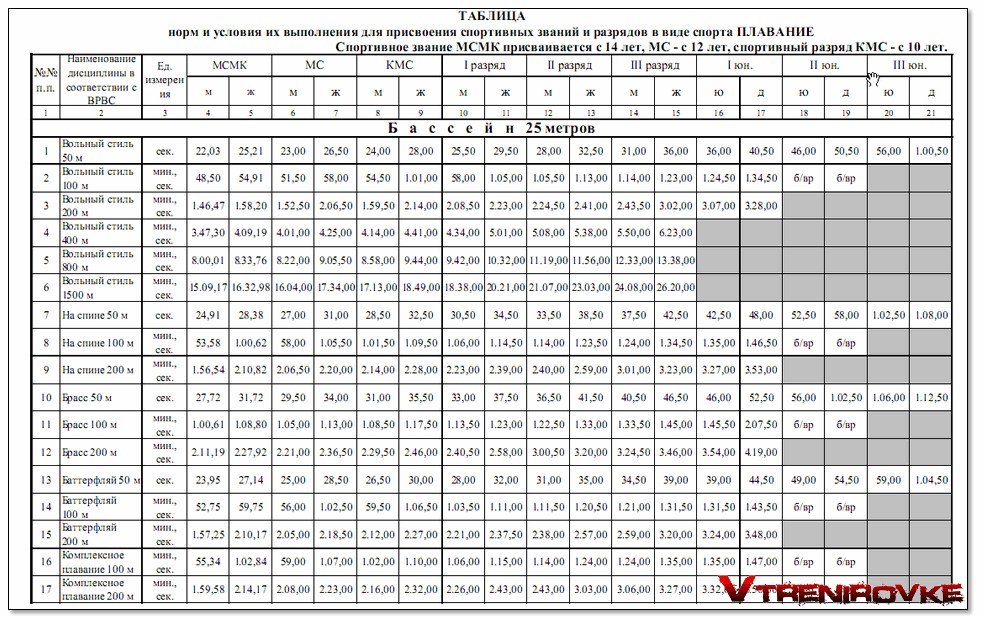 ТАБЛИЦА
норм и условия их выполнения для присвоения спортивных званий и разрядов в виде спорта ПЛАВАНИЕ
Спортивное звание МСМК присваивается с 14 лет, МС - с 12 лет, спортивный разряд КМС - с 10 лет.
№№ п.п. Наименование дисциплины в соответствии с ВРВС Ед. измерения МСМК МС КМС I разряд II разряд III разряд I юн. II юн. III юн.
м ж м ж м ж м ж м ж м ж ю д ю д ю д
1 2 3 4 5 6 7 8 9 10 11 12 13 14 15 16 17 18 19 20 21
Бассейн 25 метров
1 Вольный стиль 50 м сек. 22,03 25,21 23,00 26,50 24,00 28,00 25,50 29,50 28,00 32,50 31,00 36,00 36,00 40,50 46,00 50,50 56,00 1.00,50
2 Вольный стиль 100 м мин., сек. 48,50 54,91 51,50 58,00 54,50 1.01,00 58,00 1.05,00 1.05,50 1.13,00 1.14,00 1.23,00 1.24,50 1.34,50 б/вр б/вр
3 Вольный стиль 200 м мин., сек. 1.46,47 1.58,20 1.52,50 2.06,50 1.59,50 2.14,00 2.08,50 2.23,00 2.24,50 2.41,00 2.43,50 3.02,00 3.07,00 3.28,00
4 Вольный стиль 400 м мин., сек. 3.47,30 4.09,19 4.01,00 4.25,00 4.14,00 4.41,00 4.34,00 5.01,00 5.08,00 5.38,00 5.50,00 6.23,00
5 Вольный стиль 800 м мин., сек. 8.00,01 8.33,76 8.22,00 9.05,50 8.58,00 9.44,00 9.42,00 10.32,00 11.19,00 11.56,00 12.33,00 13.38,00
6 Вольный стиль 1500 м мин., сек. 15.09,17 16.32,98 16.04,00 17.34,00 17.13,00 18.49,00 18.38,00 20.21,00 21.07,00 23.03,00 24.08,00 26.20,00
7 На спине 50 м сек. 24,91 28,38 27,00 31,00 28,50 32,50 30,50 34,50 33,50 38,50 37,50 42,50 42,50 48,00 52,50 58,00 1.02,50 1.08,00
8 На спине 100 м мин., сек. 53,58 1.00,62 58,00 1.05,50 1.01,50 1.09,50 1.06,00 1.14,50 1.14,00 1.23,50 1.24,00 1.34,50 1.35,00 1.46,50 б/вр б/вр
9 На спине 200 м мин., сек. 1.56,54 2.10,82 2.06,50 2.20,00 2.14,00 2.28,00 2.23,00 2.39,00 2.40,00 2.59,00 3.01,00 3.23,00 3.27,00 3.53,00
10 Брасс 50 м сек. 27,72 31,72 29,50 34,00 31,00 35,50 33,00 37,50 36,50 41,50 40,50 46,50 46,00 52,50 56,00 1.02,50 1.06,00 1.12,50
11 Брасс 100 м мин., сек. 1.00,61 1.08,80 1.05,00 1.13,00 1.08,50 1.17,50 1.13,50 1.23,00 1.22,50 1.33,00 1.33,50 1.45,00 1.45,50 2.07,50 б/вр б/вр
12 Брасс 200 м мин., сек. 2.11,19 2.27,92 2.21,00 2.36,50 2.29,50 2.46,00 2.40,50 2.58,00 3.00,50 3.20,00 3.24,50 3.46,00 3.54,00 4.19,00
13 Баттерфляй 50 м сек. 23,95 27,14 25,00 28,50 26,50 30,00 28,00 32,00 31,00 35,00 34,50 39,00 39,00 44,50 49,00 54,50 59,00 1.04,50
14 Баттерфляй 100 м мин., сек. 52,75 59,75 56,00 1.02,50 59,50 1.06,50 1.03,50 1.11,00 1.11,50 1.20,50 1.21,00 1.31,50 1.31,50 1.43,50 б/вр б/вр
15 Баттерфляй 200 м мин., сек. 1.57,25 2.10,17 2.05,00 2.18,50 2.12,00 2.27,00 2.21,00 2.37,50 2.38,00 2.57,00 2.59,00 3.20,00 3.24,00 3.48,00
16 Комплексное плавание 100 м мин., сек. 55,34 1.02,84 59,00 1.07,00 1.02,00 1.10,00 1.06,00 1.15,00 1.14,00 1.24,00 1.24,00 1.35,00 1.35,00 1.47,00 б/вр б/вр
17 Комплексное плавание 200 м мин., сек. 1.59,58 2.14,17 2.08,00 2.23,00 2.16,00 2.32,00 2.26,00 2.43,00 2.43,00 3.03,00 3.06,00 3.27,00
VTRENIROVKE